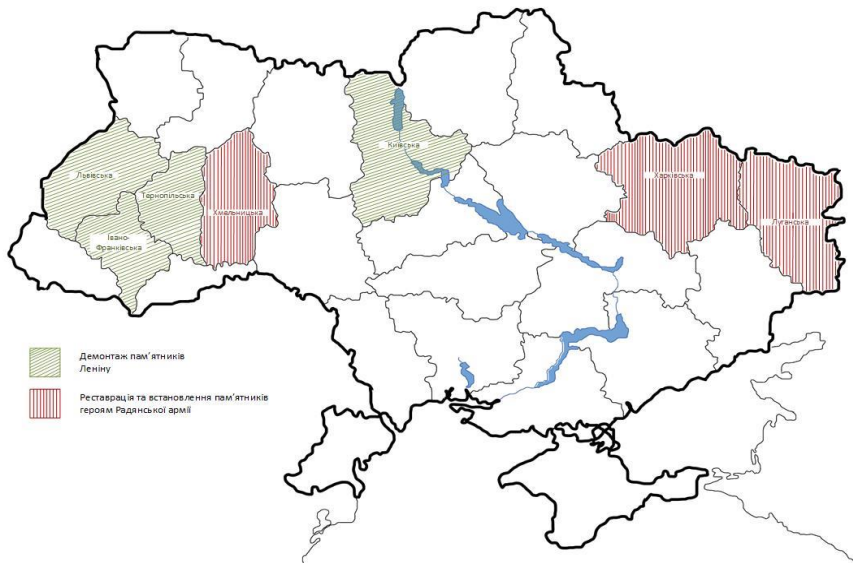 Київська
Харківська
Львівська
Тернопільська
Хмельницька
Луганська
Івано-
Франківська
Демонтаж пам'ятників
Леніну
Реставрація та встановлення пам'ятників
героям Радянської армії